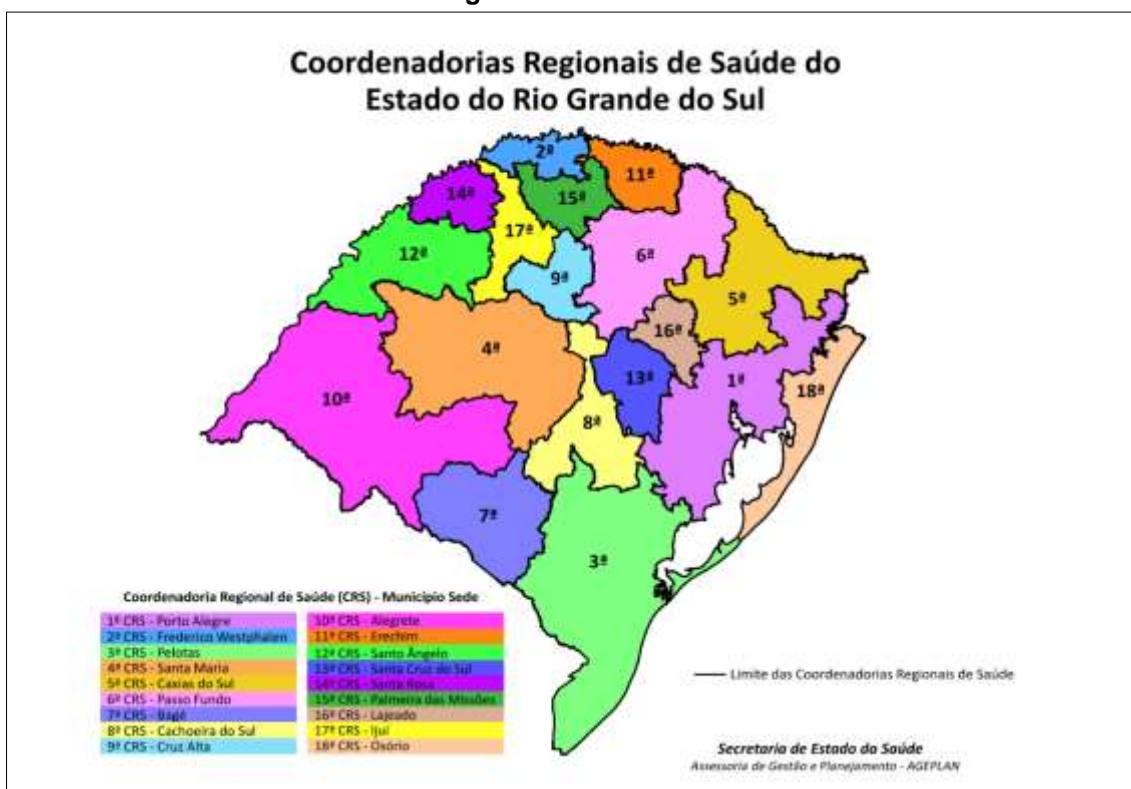 Coordenadorias Regionais de Saúde do
Estado do Rio Grande do Sul
2ª
11ª
15ª
14ª
17ª
12ª
6ª
9ª
5ª
16ª
4ª
13ª
1ª
18ª
10ª
8ª
7ª
3ª
Coordenadoria Regional de Saúde (CRS) - Município Sede
1ª CRS - Porto Alegre
2ª CRS - Frederico Westphalen
3ª CRS - Pelotas
4ª CRS - Santa Maria
5ª CRS - Caxias do Sul
6ª CRS - Passo Fundo
7ª CRS - Bagé
8ª CRS - Cachoeira do Sul
9ª CRS - Cruz Alta
10ª CRS - Alegrete
11ª CRS - Erechim
12ª CRS - Santo Ângelo
13ª CRS - Santa Cruz do Sul
14ª CRS - Santa Rosa
15ª CRS - Palmeira das Missões
16ª CRS - Lajeado
17ª CRS - Ijuí
18ª CRS - Osório
Limite das Coordenadorias Regionais de Saúde
Secretaria de Estado da Saúde
Assessoria de Gestão e Planejamento - AGEPLAN